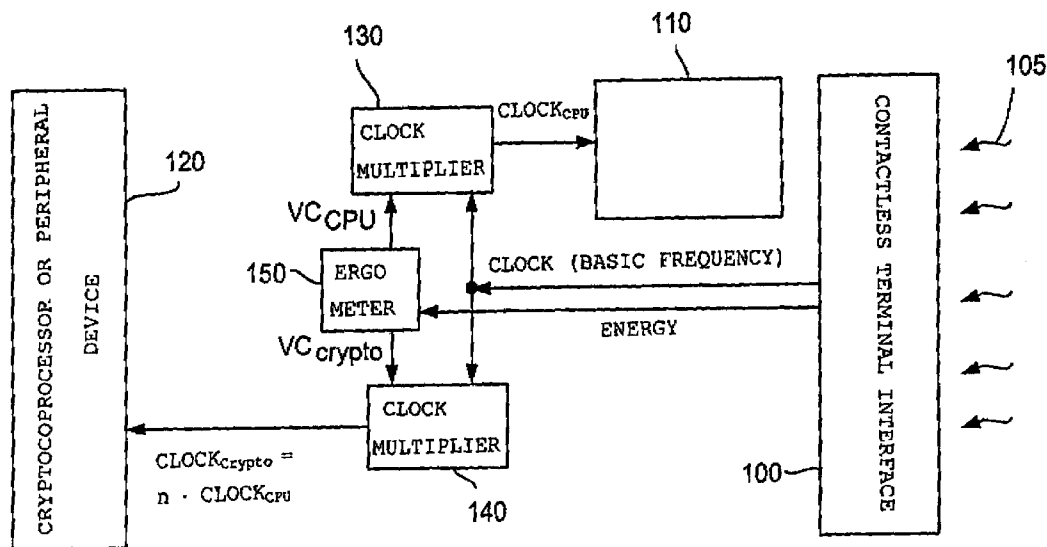 130
110
105
CLOCK
MULTIPLIER
CLOCKCPU
120
CRYPTOCOPROCESSOR OR PERIPHERAL
DEVICE
CONTACTLESS TERMINAL INTERFACE
VCCPU
150
ERGO
METER
CLOCK (BASIC FREQUENCY)
ENERGY
VCcrypto
CLOCK
MULTIPLIER
CLOCKCrypto =
n · CLOCKCPU
140
100